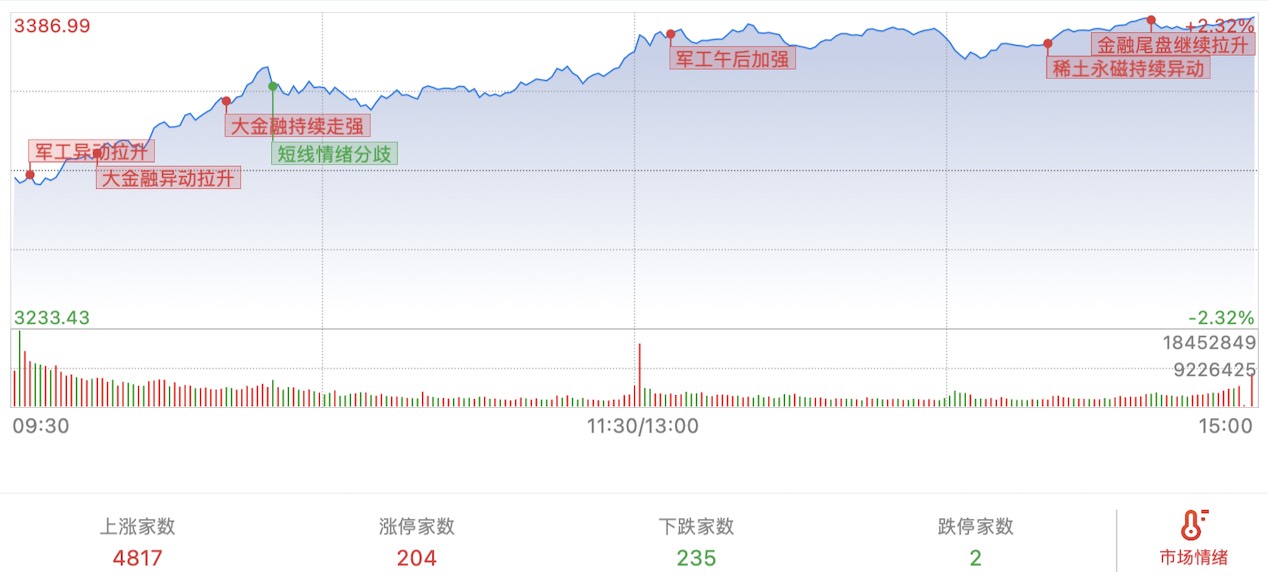 3386.99
+2.32%
金融尾盘继续拉升
军工午后加强
稀土永磁持续异动
大金融持续走强
军工异动拉升
短线情绪分歧
大金融异动拉升
3233.43
-2.32%
18452849
9226425
09:30
11:30/13:00
15:00
上涨家数
涨停家数
下跌家数
跌停家数
4817
204
235
2
市场情绪